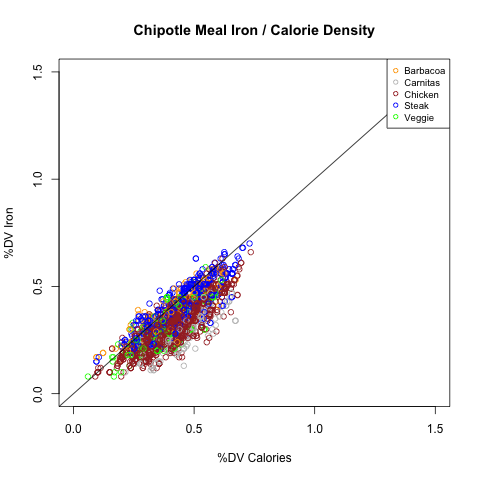 Chipotle Meal Iron / Calorie Density
Barbacoa
Carnitas
Chicken
Steak
Veggie
%DV Iron
1.5
1.0
0.5
0.0
0.0 0.5 1.0 1.5
%DV Calories